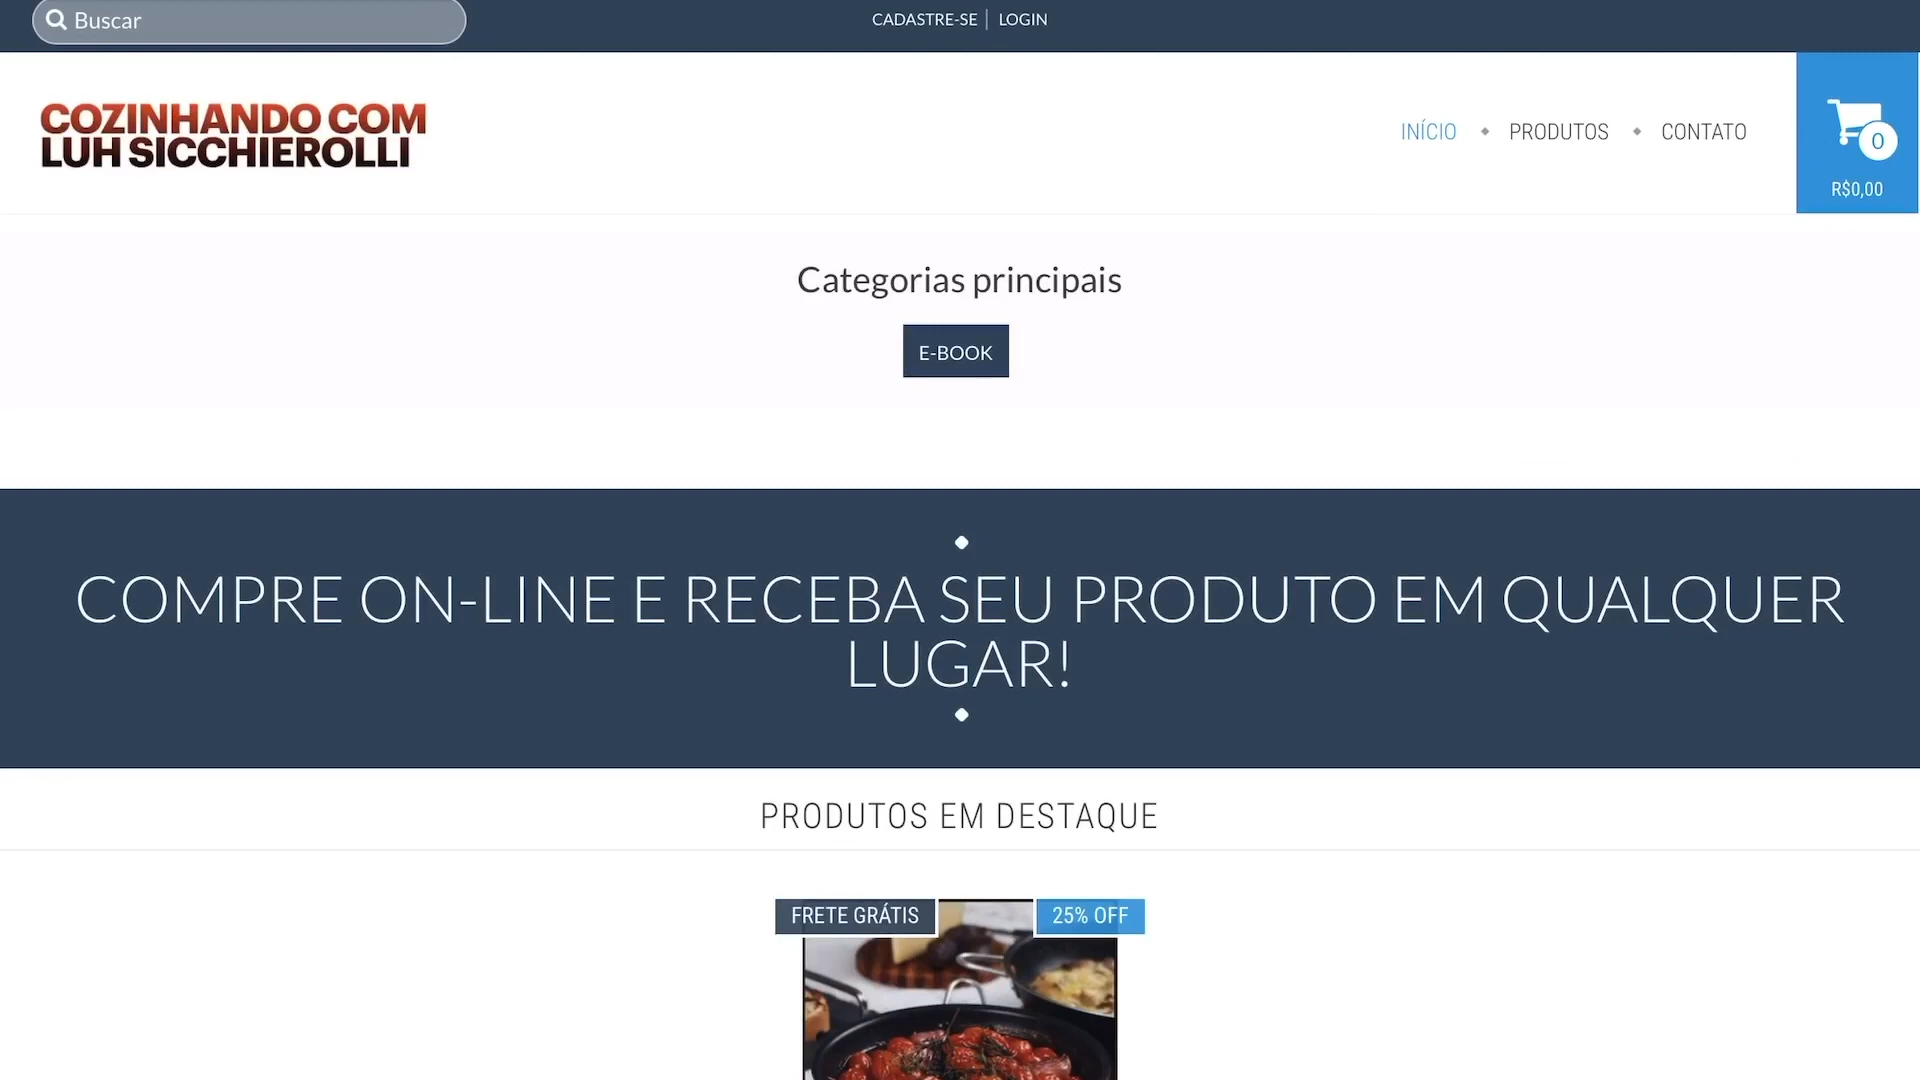 Buscar
CADASTRE-SE | LOGIN
COZINHANDO COM
LUH SICCHIEROLLI
INÍCIO
PRODUTOS
CONTATO
0
R$0,00
Categorias principais
E-BOOK
COMPRE ON-LINE E RECEBA SEU PRODUTO EM QUALQUER
LUGAR!
PRODUTOS EM DESTAQUE
FRETE GRÁTIS
25% OFF